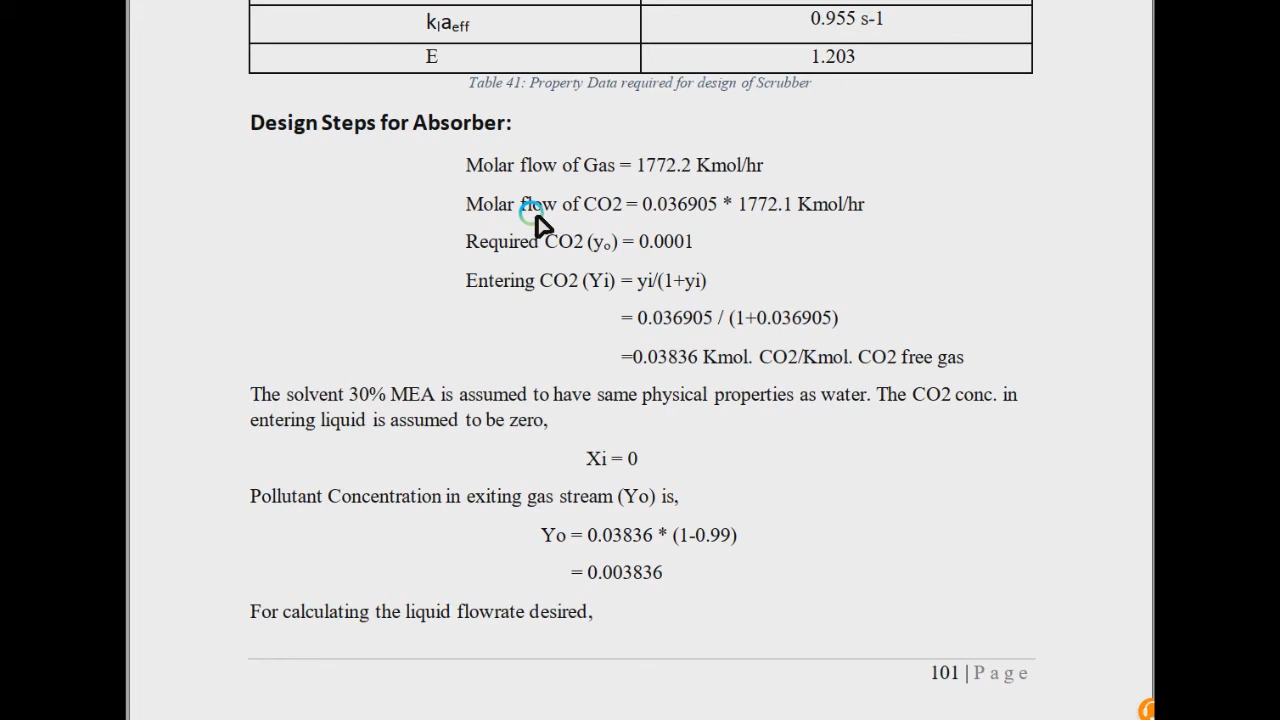 kₗaₑff 0.955 s-1
E 1.203
Table 41: Property Data required for design of Scrubber
Design Steps for Absorber:
Molar flow of Gas = 1772.2 Kmol/hr
Molar flow of CO2 = 0.036905 * 1772.1 Kmol/hr
Required CO2 (yₒ) = 0.0001
Entering CO2 (Yi) = yi/(1+yi)
= 0.036905 / (1+0.036905)
=0.03836 Kmol. CO2/Kmol. CO2 free gas
The solvent 30% MEA is assumed to have same physical properties as water. The CO2 conc. in
entering liquid is assumed to be zero,
Xi = 0
Pollutant Concentration in exiting gas stream (Yo) is,
Yo = 0.03836 * (1-0.99)
= 0.003836
For calculating the liquid flowrate desired,
101 | Page